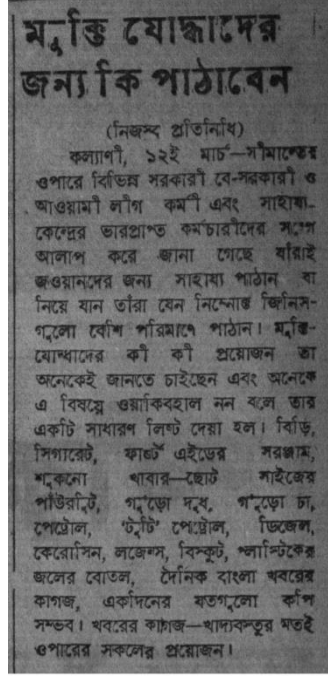 মুক্তি যোদ্ধাদের
জন্য কি পাঠাবেন
(নিজস্ব প্রতিনিধি)
কল্যাণী, ১২ই মার্চ—সীমান্তের
ওপারে বিভিন্ন সরকারী বে-সরকারী ও
আওয়ামী লীগ কর্মী এবং সাহায্য-
কেন্দ্রের ভারপ্রাপ্ত কর্মচারীদের সঙ্গে
আলাপ করে জানা গেছে যাঁরাই
জওয়ানদের জন্য সাহায্য পাঠান বা
নিয়ে যান তাঁরা যেন নিম্নোক্ত জিনিস-
গুলো বেশি পরিমাণে পাঠান। মুক্তি-
যোদ্ধাদের কী কী প্রয়োজন তা
অনেকেই জানতে চাইছেন এবং অনেকে
এ বিষয়ে ওয়াকিবহাল নন বলে তার
একটি সাধারণ লিস্ট দেয়া হল। বিড়ি,
সিগারেট, ফার্স্ট এইডের সরঞ্জাম,
শুকনো খাবার—ছোট সাইজের
পাঁউরুটি, গুঁড়ো দুধ, গুঁড়ো চা,
পেট্রোল, 'টুটি' পেট্রোল, ডিজেল,
কেরোসিন, লজেন্স, বিস্কুট, প্লাস্টিকের
জলের বোতল, দৈনিক বাংলা খবরের
কাগজ, একদিনের যতগুলো কপি
সম্ভব। খবরের কাগজ—খাদ্যবস্তুর মতই
ওপারের সকলের প্রয়োজন।